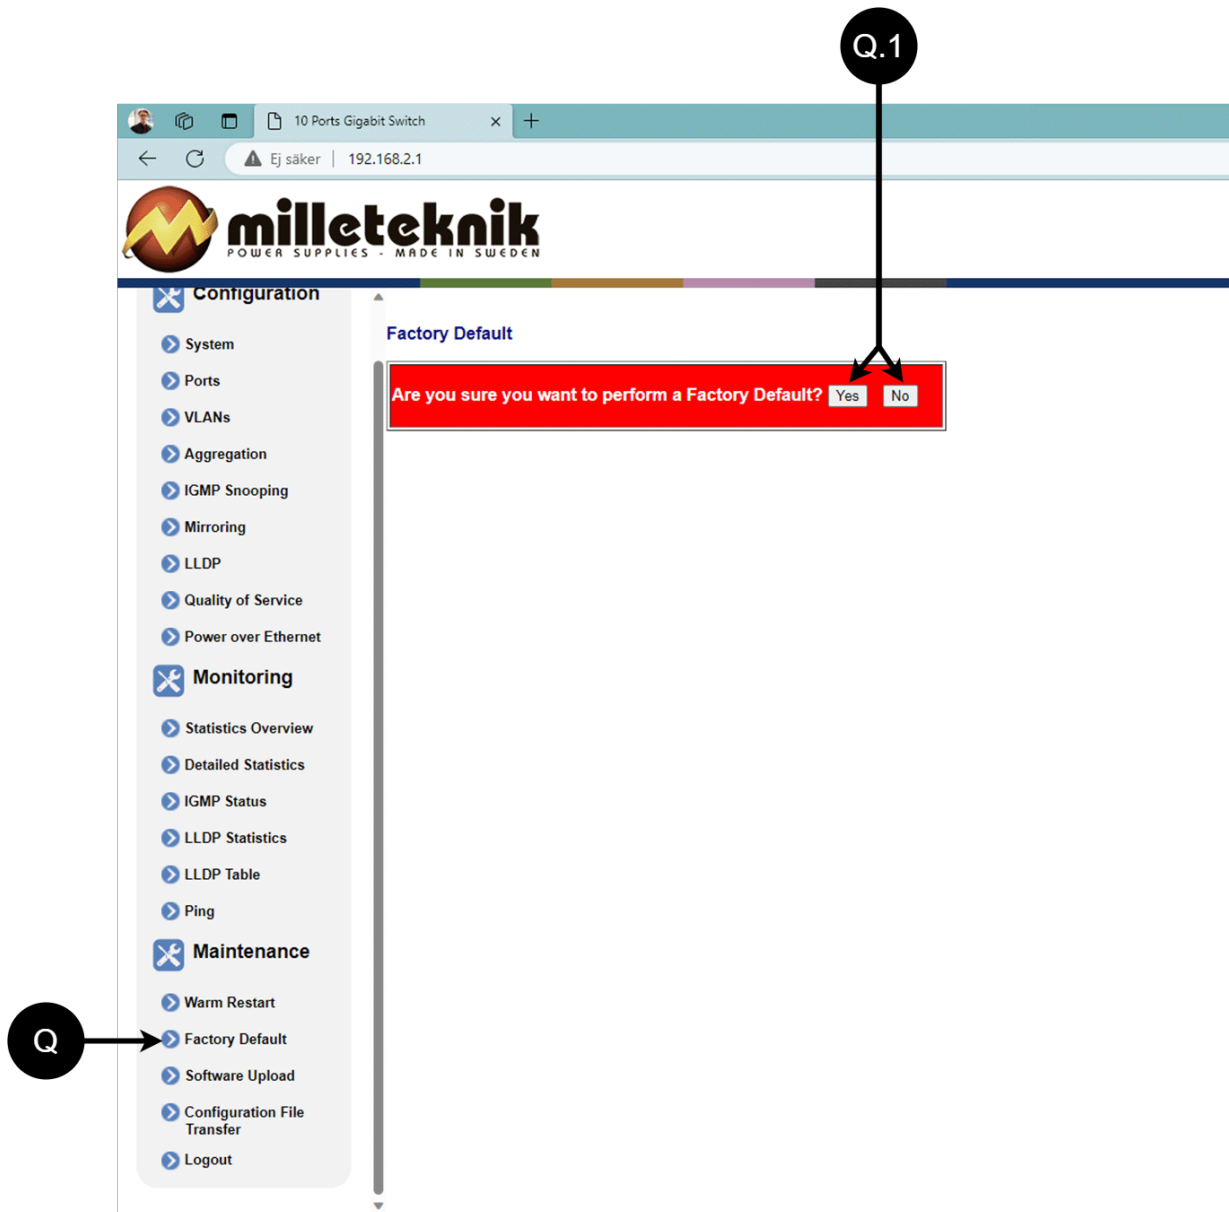 Q.1
10 Ports Gigabit Switch
Ej säker
192.168.2.1
milleteknik
POWER SUPPLIES - MADE IN SWEDEN
Configuration
System
Ports
VLANs
Aggregation
IGMP Snooping
Mirroring
LLDP
Quality of Service
Power over Ethernet
Monitoring
Statistics Overview
Detailed Statistics
IGMP Status
LLDP Statistics
LLDP Table
Ping
Maintenance
Warm Restart
Factory Default
Software Upload
Configuration File
Transfer
Logout
Factory Default
Are you sure you want to perform a Factory Default? Yes No
Q